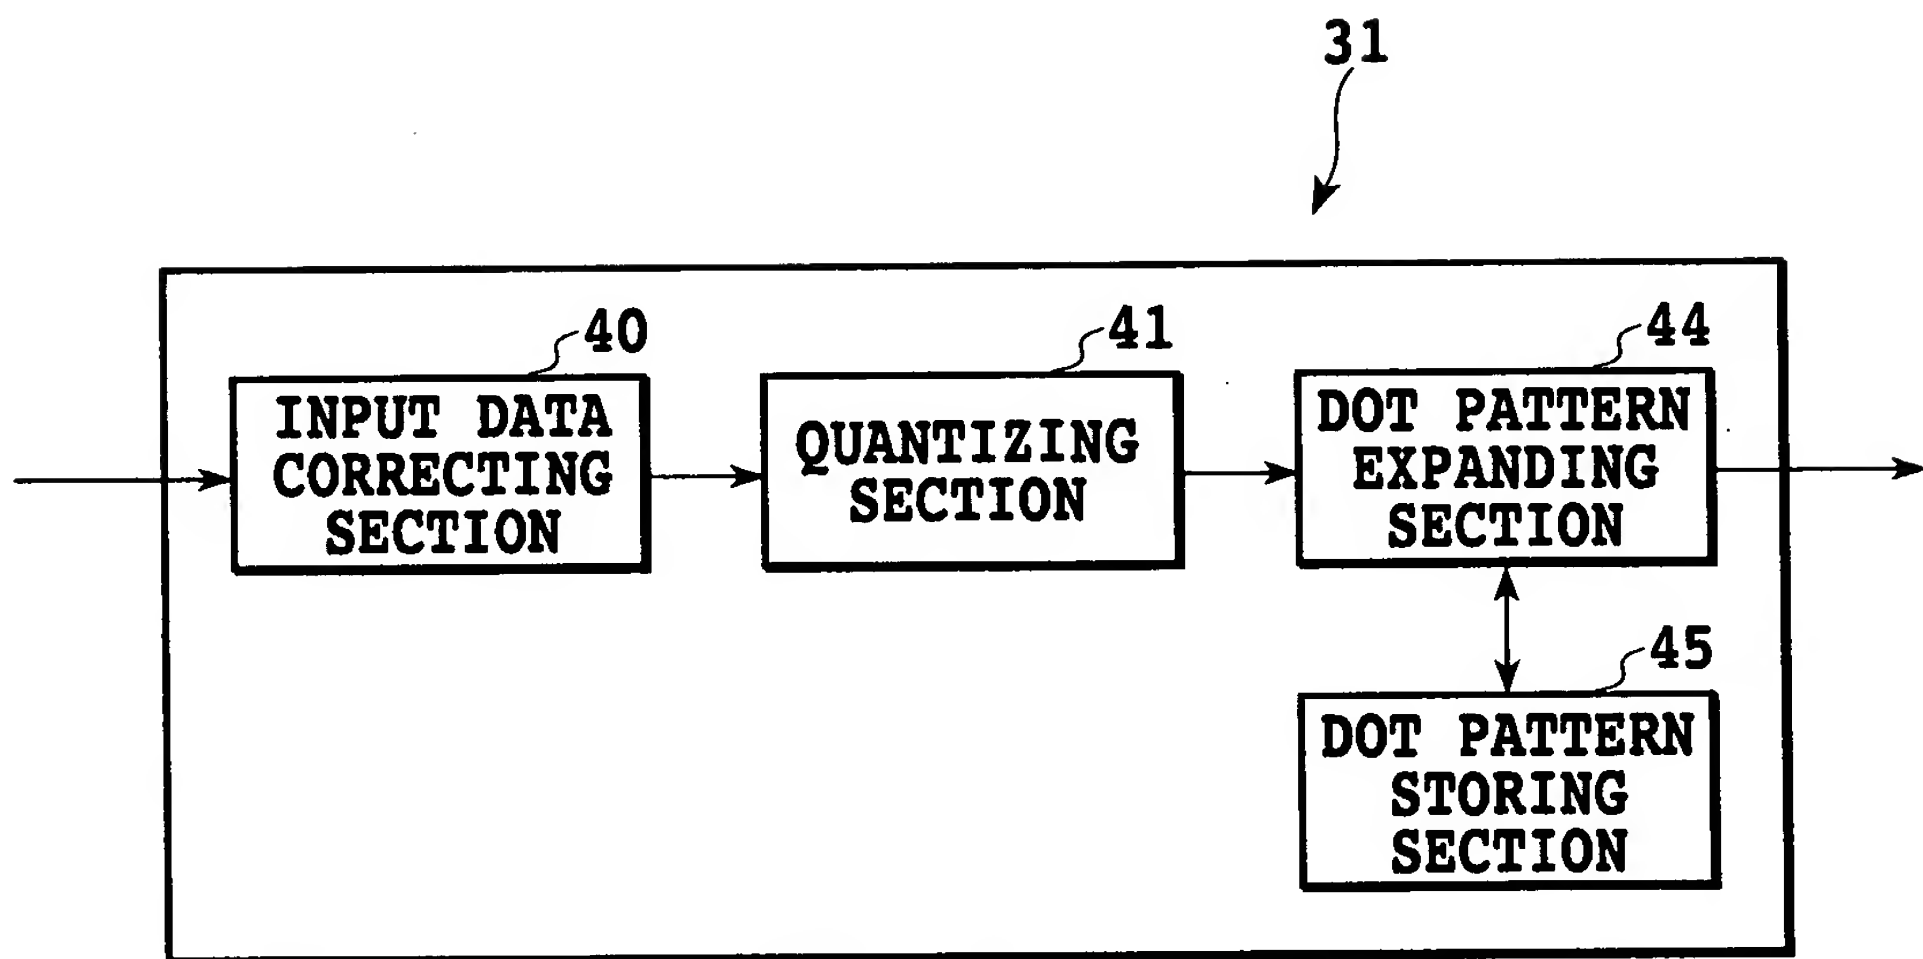 31
40
INPUT DATA
CORRECTING
SECTION
41
QUANTIZING
SECTION
44
DOT PATTERN
EXPANDING
SECTION
45
DOT PATTERN
STORING
SECTION